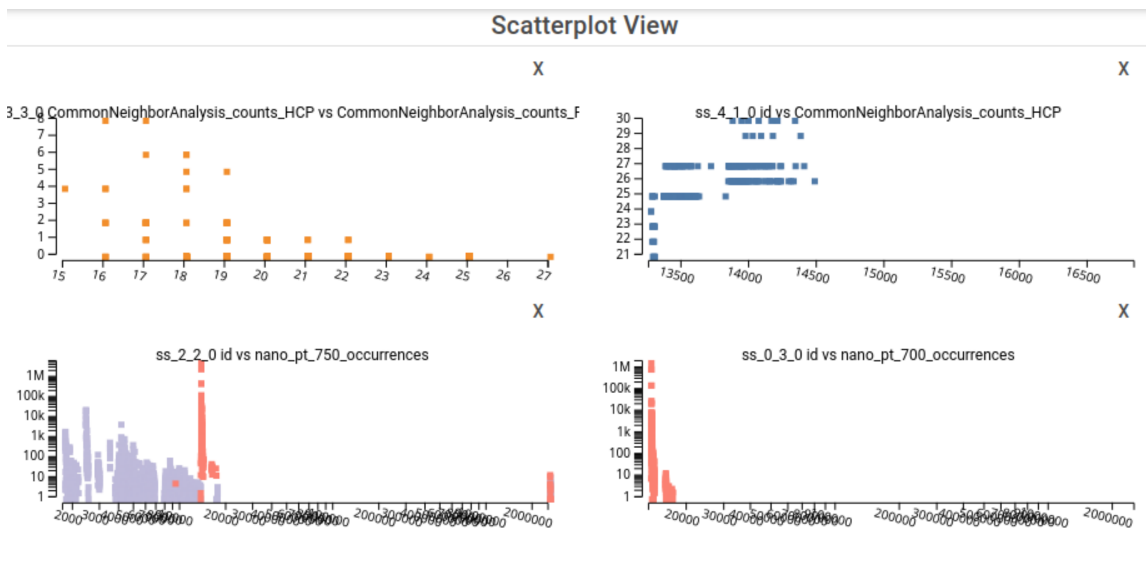 Scatterplot View
X
X
3_3_0 CommonNeighborAnalysis_counts_HCP vs CommonNeighborAnalysis_counts_F
8
7
6
5
4
3
2
1
0
15 16 17 18 19 20 21 22 23 24 25 26 27
ss_4_1_0 id vs CommonNeighborAnalysis_counts_HCP
30
29
28
27
26
25
24
23
22
21
13500 14000 14500 15000 15500 16000 16500
X
X
ss_2_2_0 id vs nano_pt_750_occurrences
1M
100k
10k
1k
100
10
1
2000 20000 200000 2000000
ss_0_3_0 id vs nano_pt_700_occurrences
1M
100k
10k
1k
100
10
1
20000 30000 200000 300000 2000000